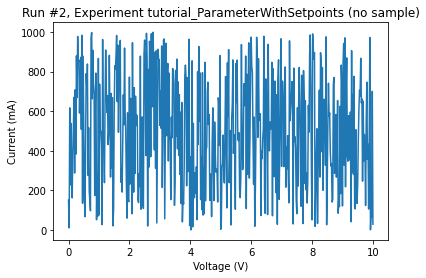 Run #2, Experiment tutorial_ParameterWithSetpoints (no sample)
1000
800
600
400
200
0
Current (mA)
0 2 4 6 8 10
Voltage (V)